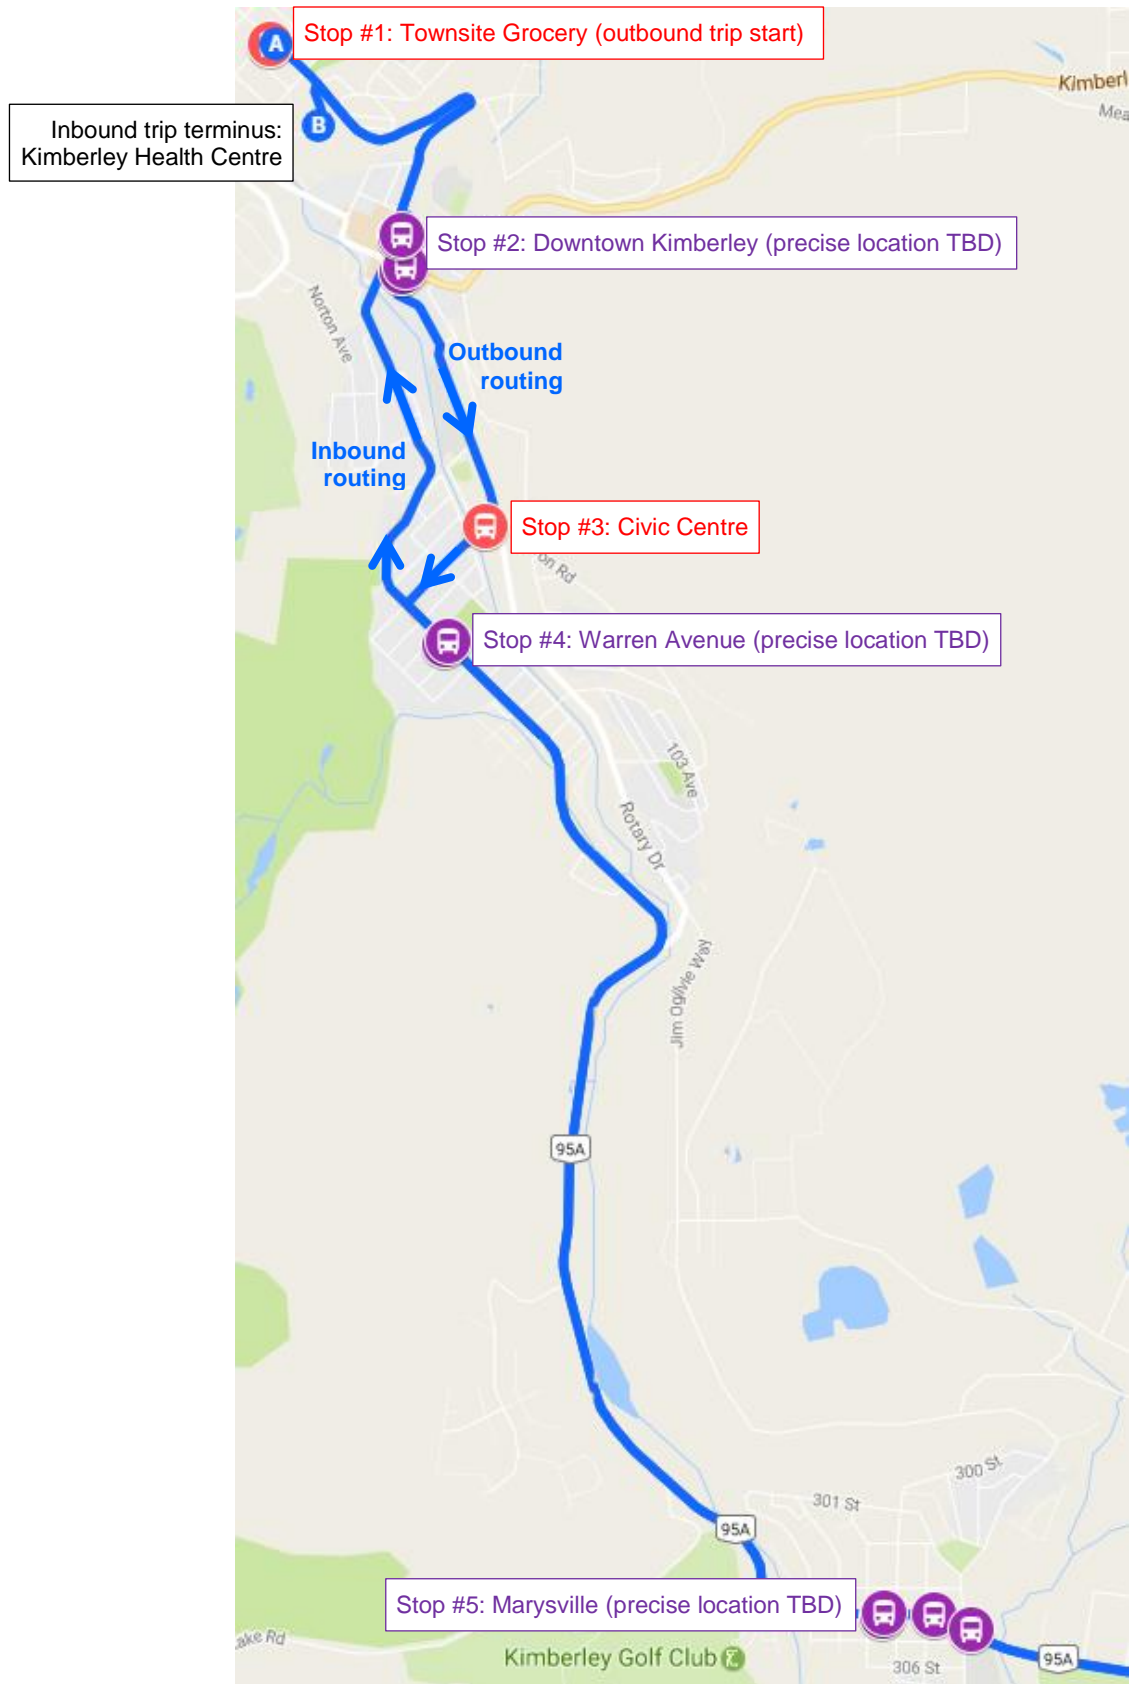 Stop #1: Townsite Grocery (outbound trip start)
A
Kimberl
Mea
B
Inbound trip terminus:
Kimberley Health Centre
Stop #2: Downtown Kimberley (precise location TBD)
Norton Ave
Outbound
routing
Inbound
routing
Stop #3: Civic Centre
on Rd
Stop #4: Warren Avenue (precise location TBD)
103 Ave
Rotary Dr
Jim Ogilvie Way
95A
300 St
301 St
95A
Stop #5: Marysville (precise location TBD)
ake Rd
Kimberley Golf Club
306 St
95A